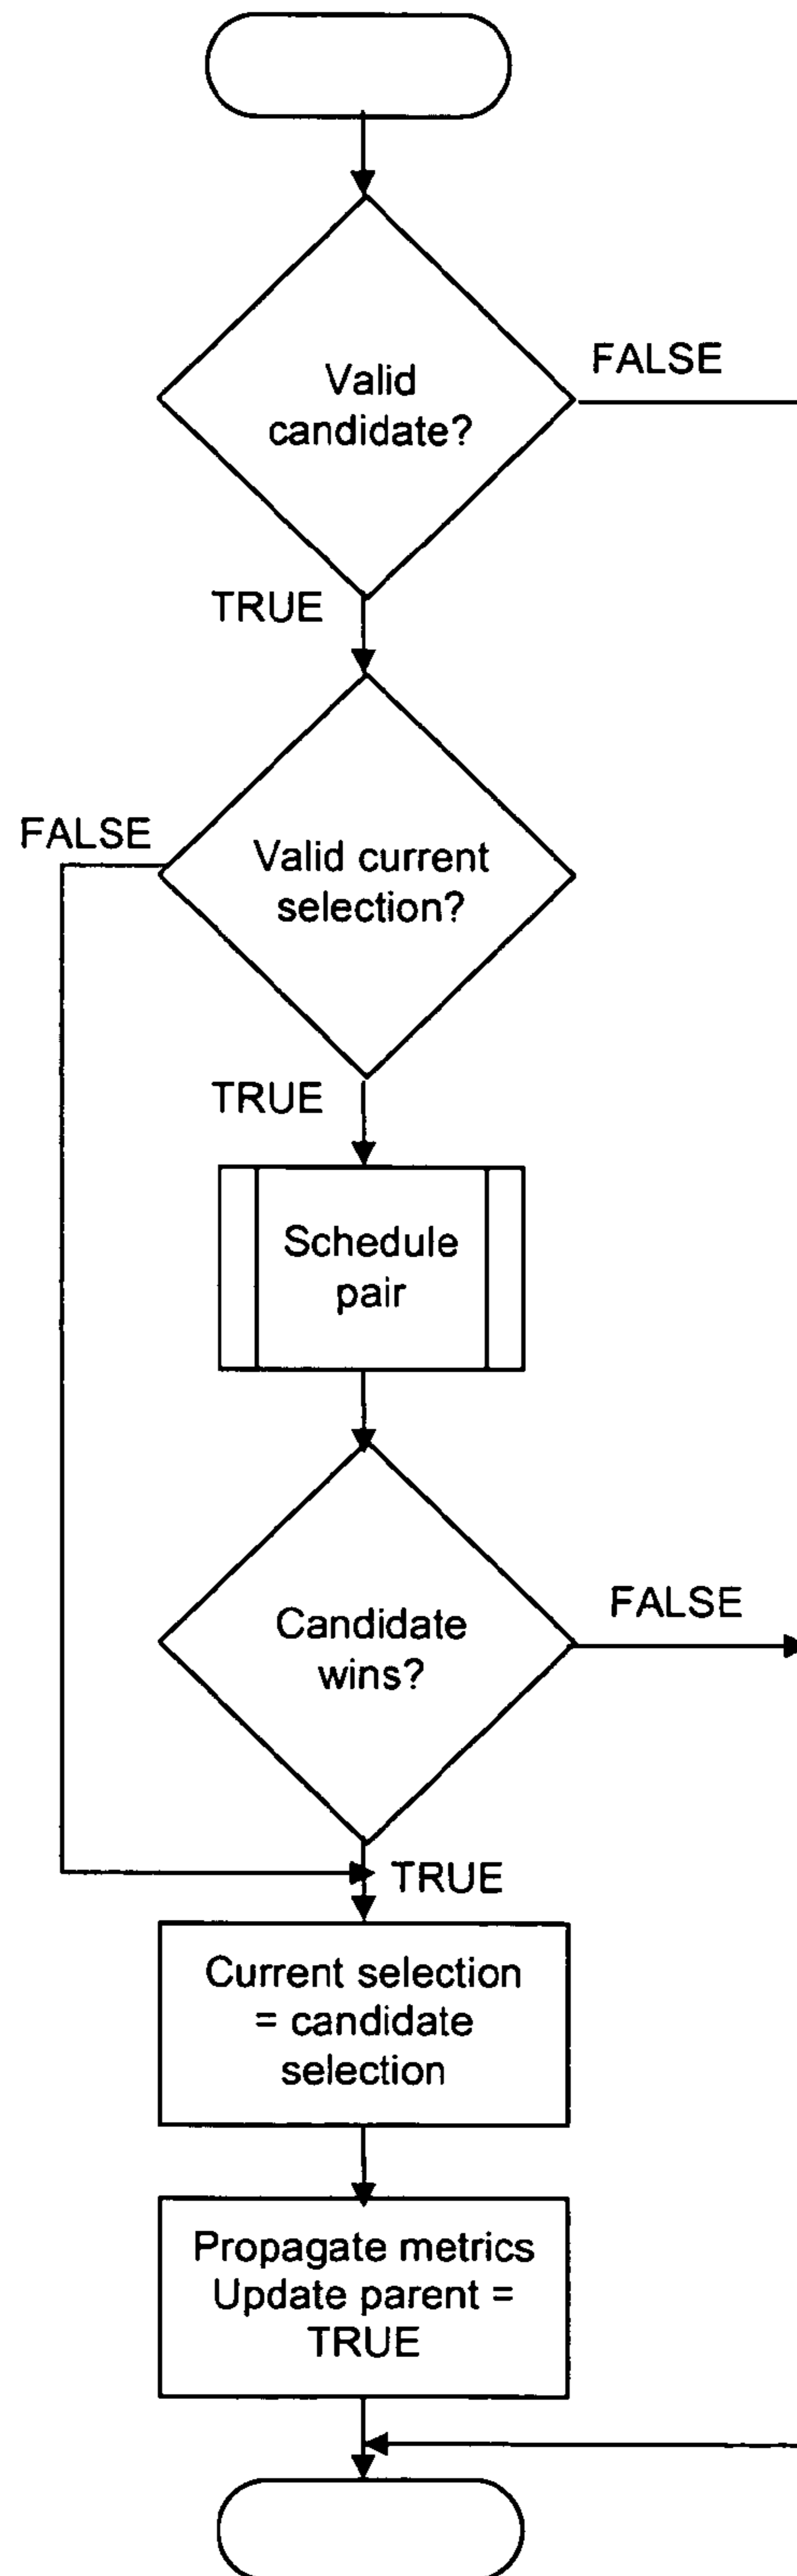 Valid
candidate?
FALSE
TRUE
FALSE
Valid current
selection?
TRUE
Schedule
pair
Candidate
wins?
FALSE
TRUE
Current selection
= candidate
selection
Propagate metrics
Update parent =
TRUE